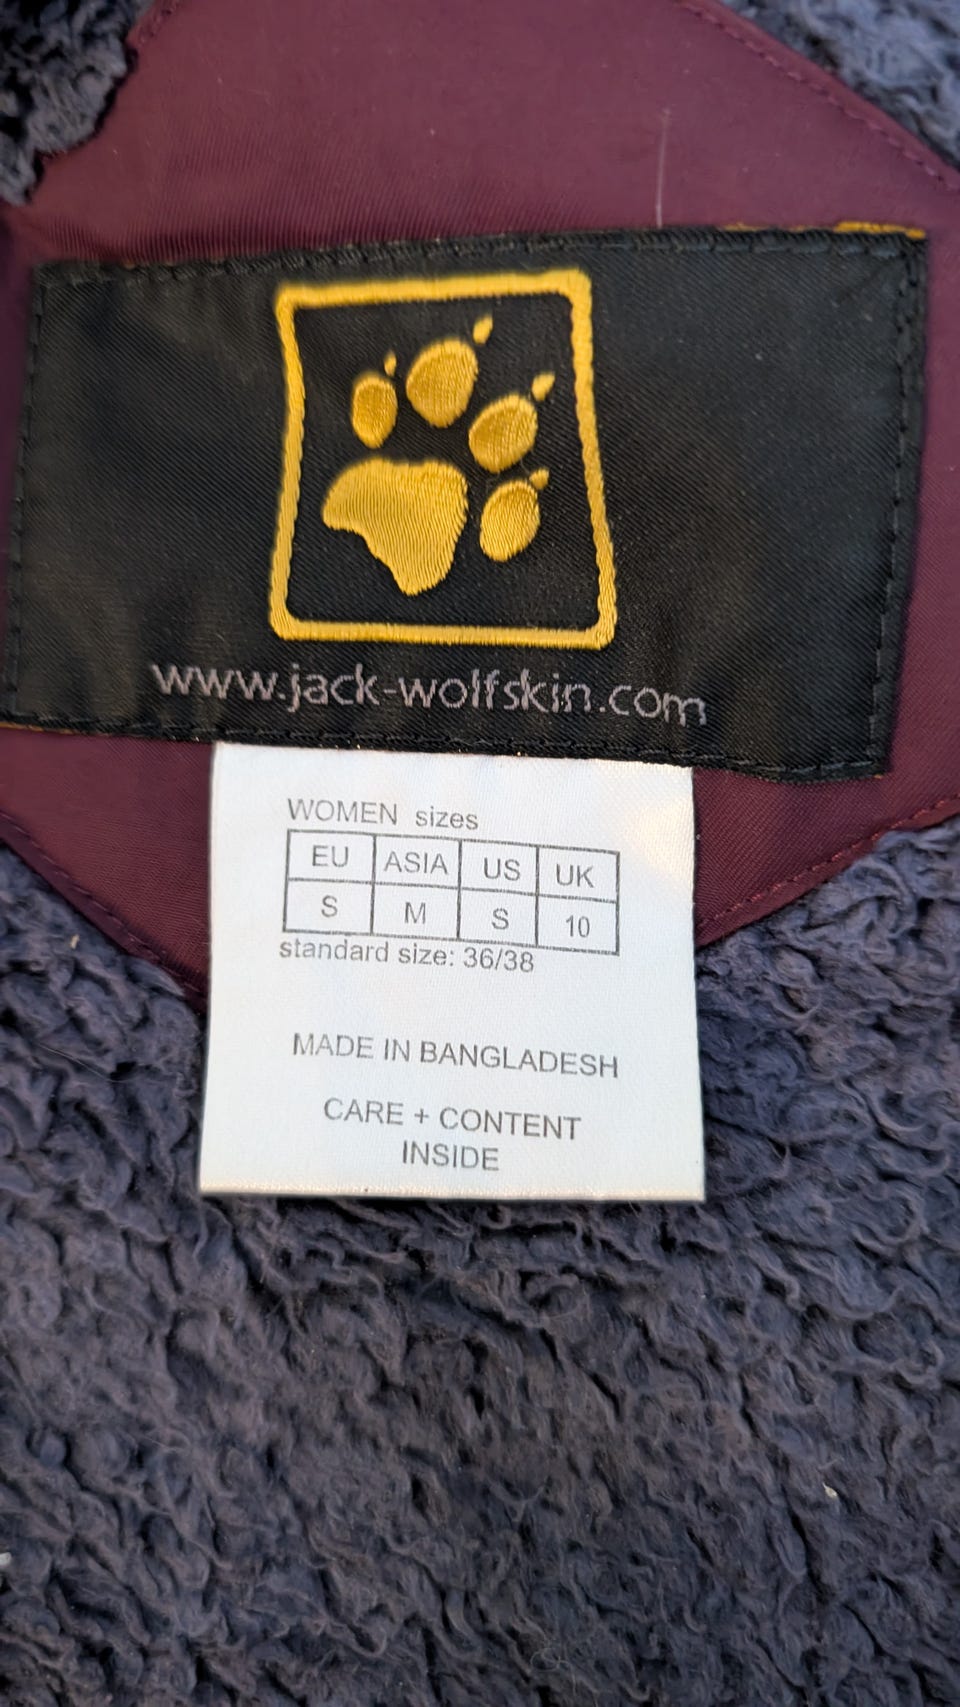 www.jack-wolfskin.com
WOMEN sizes
EU ASIA US UK
S M S 10
standard size: 36/38
MADE IN BANGLADESH
CARE + CONTENT
INSIDE